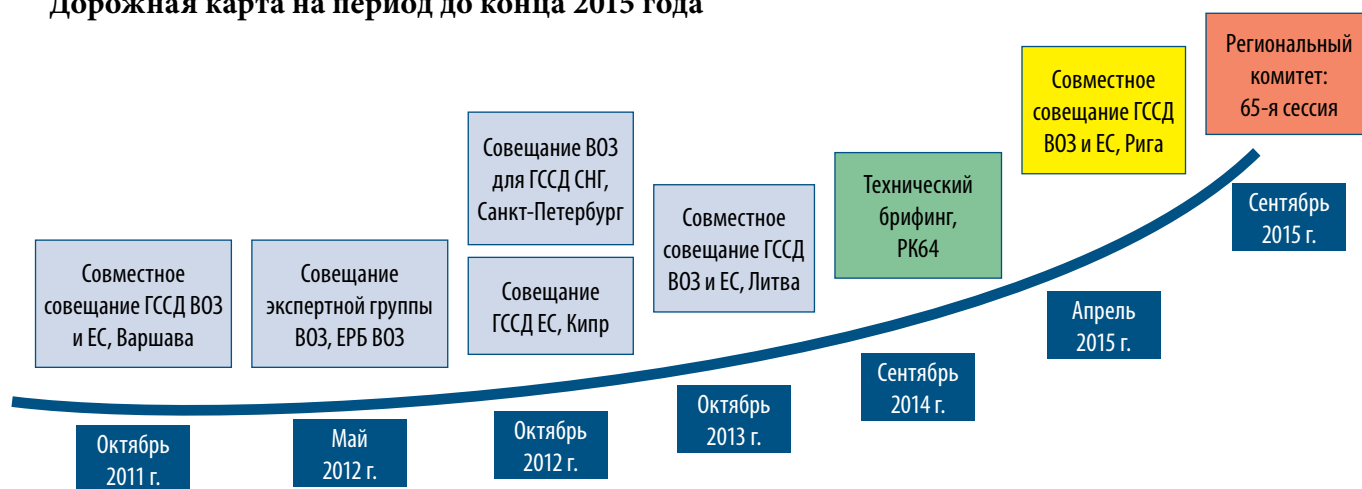 Дорожная карта на период до конца 2015 года
Совместное
совещание ГССД ВОЗ
и ЕС, Варшава
Октябрь
2011 г.
Совещание
экспертной группы
ВОЗ, ЕРБ ВОЗ
Май
2012 г.
Совещание ВОЗ
для ГССД СНГ,
Санкт-Петербург
Совещание
ГССД ЕС, Кипр
Октябрь
2012 г.
Совместное
совещание ГССД
ВОЗ и ЕС, Литва
Октябрь
2013 г.
Технический
брифинг,
РК64
Сентябрь
2014 г.
Совместное
совещание ГССД
ВОЗ и ЕС, Рига
Апрель
2015 г.
Региональный
комитет:
65-я сессия
Сентябрь
2015 г.